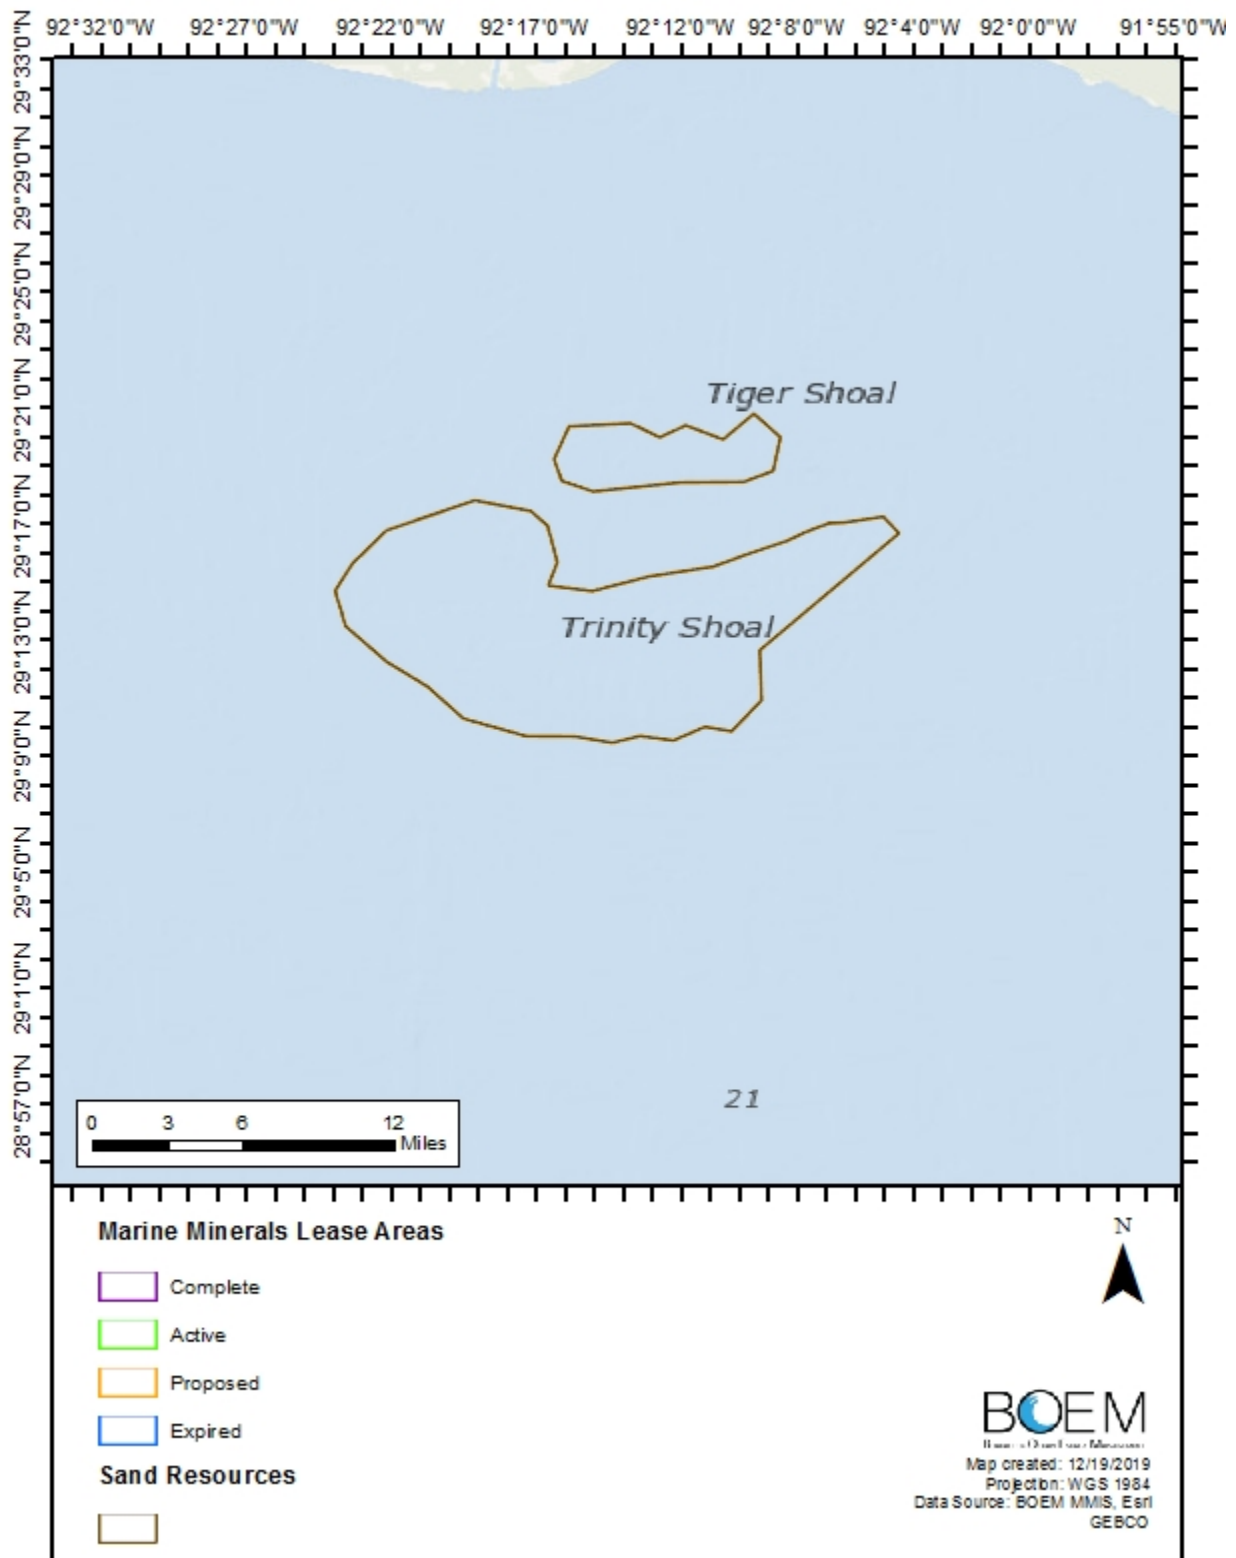 92°32'0"W 92°27'0"W 92°22'0"W 92°17'0"W 92°12'0"W 92°8'0"W 92°4'0"W 92°0'0"W 91°55'0"W
29°33'0"N
29°29'0"N
29°25'0"N
29°21'0"N
29°17'0"N
29°13'0"N
29°9'0"N
29°5'0"N
29°1'0"N
28°57'0"N
Tiger Shoal
Trinity Shoal
21
0 3 6 12
Miles
Marine Minerals Lease Areas
Complete
Active
Proposed
Expired
Sand Resources
N
BOEM
Map created: 12/19/2019
Projection: WGS 1984
Data Source: BOEM MMIS, Esri
GEBCO